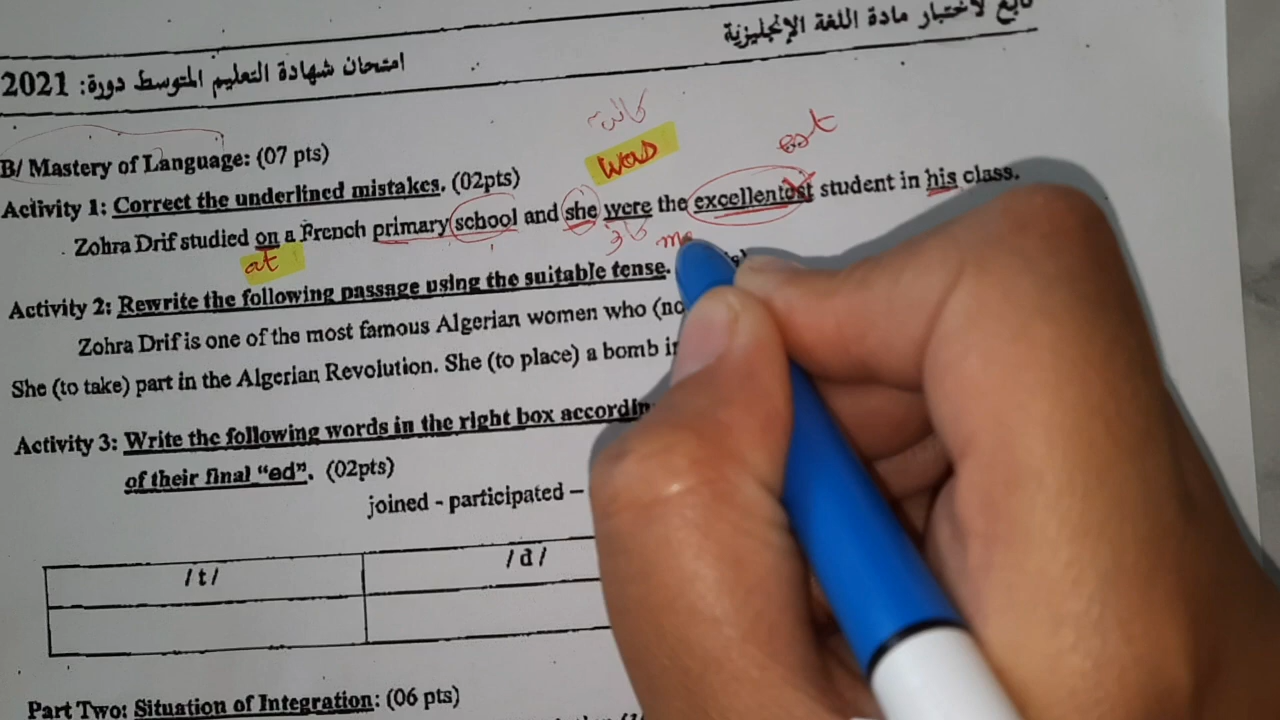 تابع لاختبار مادة اللغة الإنجليزية
امتحان شهادة التعليم المتوسط دورة: 2021
B/ Mastery of Language: (07 pts)
Activity 1: Correct the underlined mistakes. (02pts)
was
est
Zohra Drif studied on a French primary school and she were the excellentest student in his class.
at
Activity 2: Rewrite the following passage using the suitable tense.
Zohra Drif is one of the most famous Algerian women who
She (to take) part in the Algerian Revolution. She (to place) a bomb
Activity 3: Write the following words in the right box
of their final “ed”. (02pts)
joined - participated –
/t/ /d/
Part Two: Situation of Integration: (06 pts)